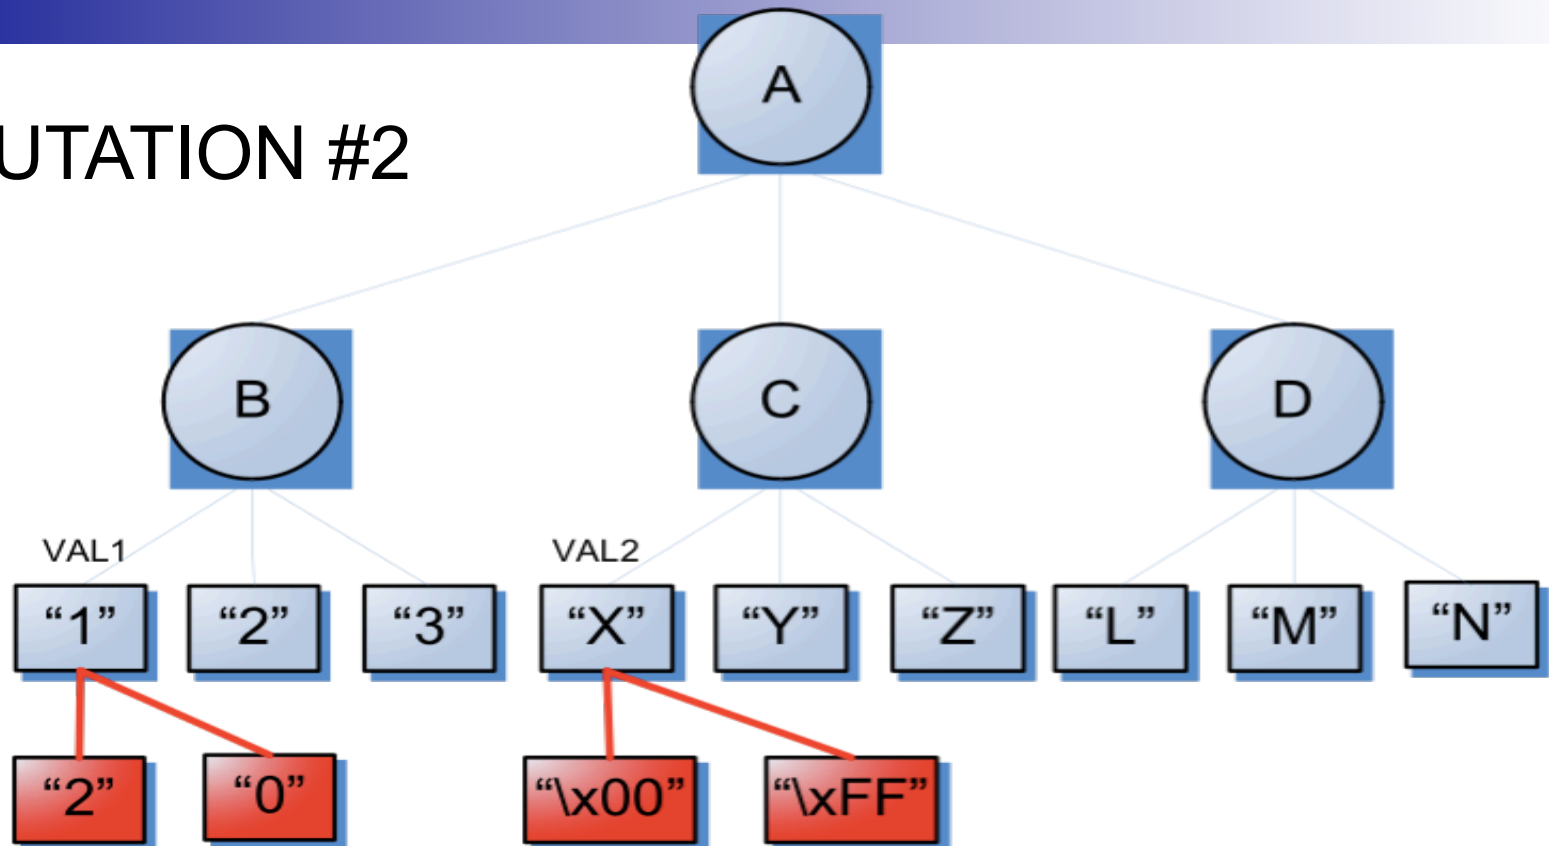 A
UTATION #2
B
C
D
VAL1
VAL2
“1”
“2”
“3”
“X”
“Y”
“Z”
“L”
“M”
“N”
“2”
“0”
“\x00”
“\xFF”